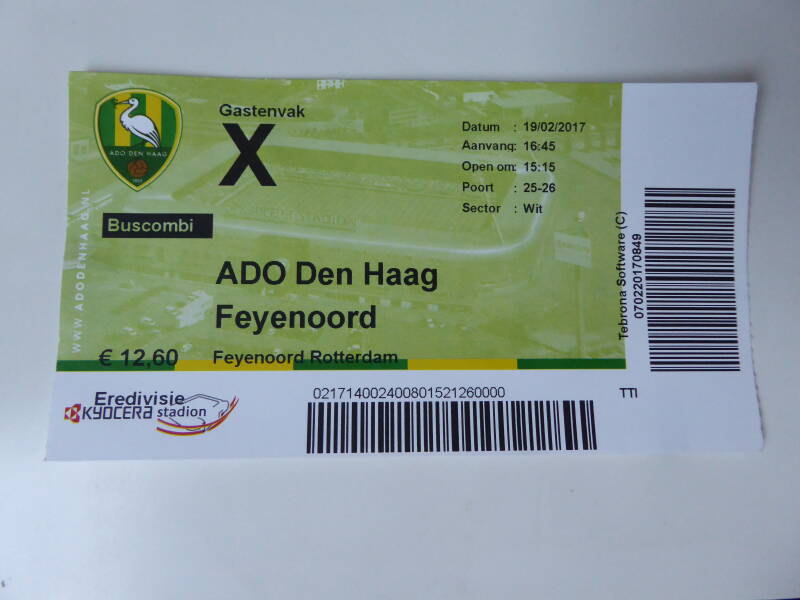 ADO DEN HAAG
Gastenvak
X
Datum : 19/02/2017
Aanvang: 16:45
Open om: 15:15
Poort : 25-26
Sector : Wit
Buscombi
WWW.ADODENHAAG.NL
ADO Den Haag
Feyenoord
€ 12,60
Feyenoord Rotterdam
Eredivisie
KYOCERA stadion
021714002400801521260000
TTI
Tebrona Software (C)
070220170849